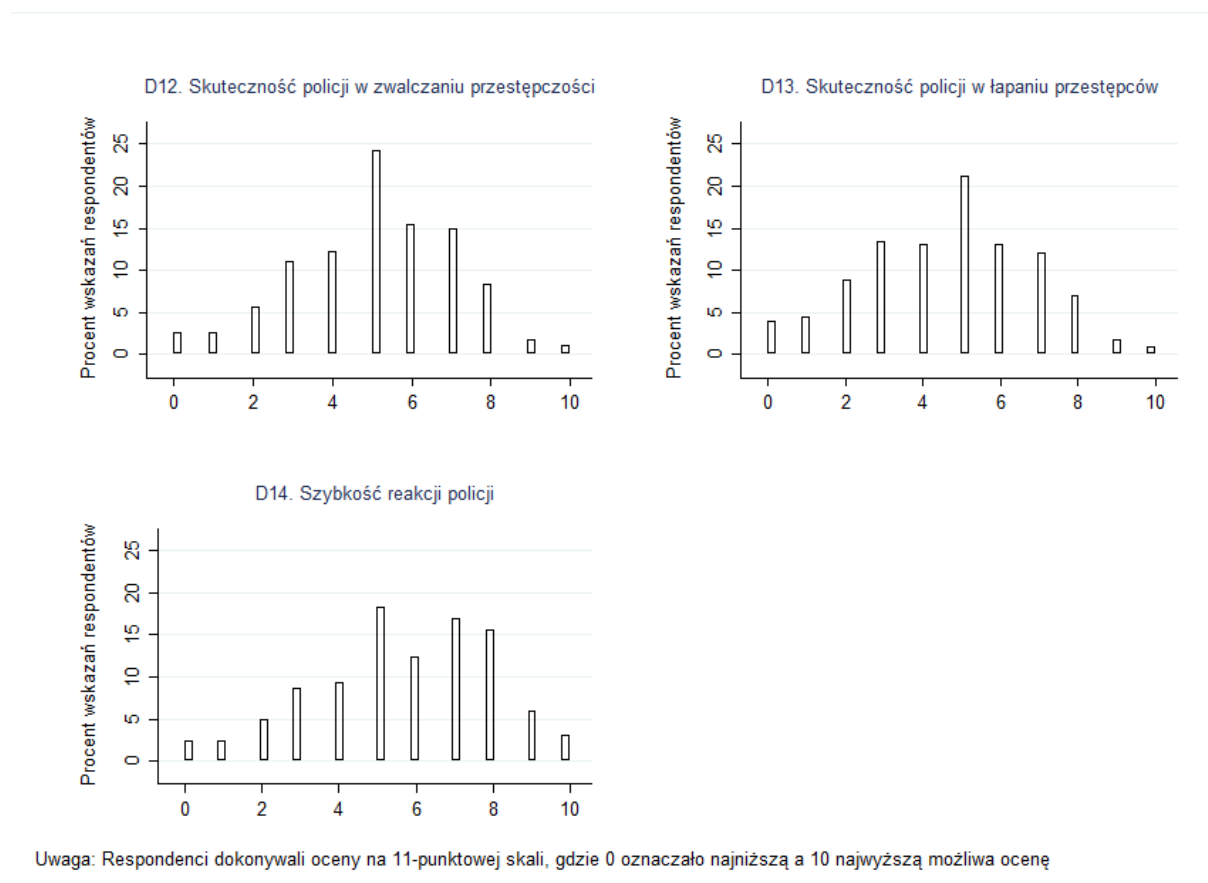 D12. Skuteczność policji w zwalczaniu przestępczości
Procent wskazań respondentów
25
20
15
10
5
0
0 2 4 6 8 10
D13. Skuteczność policji w łapaniu przestępców
Procent wskazań respondentów
25
20
15
10
5
0
0 2 4 6 8 10
D14. Szybkość reakcji policji
Procent wskazań respondentów
25
20
15
10
5
0
0 2 4 6 8 10
Uwaga: Respondenci dokonywali oceny na 11-punktowej skali, gdzie 0 oznaczało najniższą a 10 najwyższą możliwa ocenę